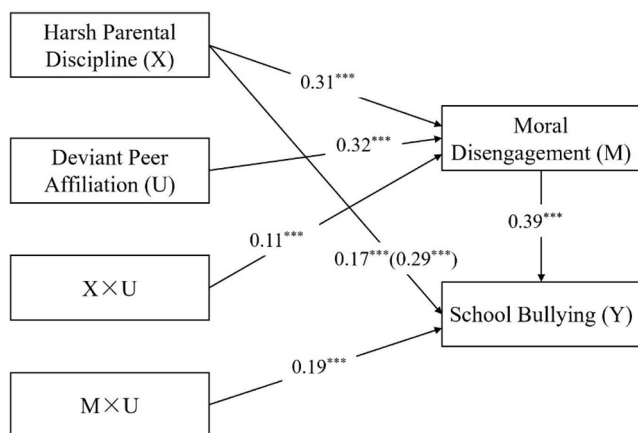 Harsh Parental
Discipline (X)
0.31***
Deviant Peer
Affiliation (U)
0.32***
Moral
Disengagement (M)
0.11***
0.39***
0.17***(0.29***)
X×U
School Bullying (Y)
0.19***
M×U